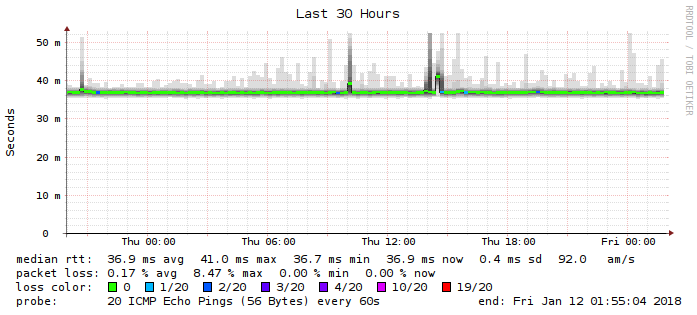 Last 30 Hours
RRDTOOL / TOBI OETIKER
Seconds
50 m
40 m
30 m
20 m
10 m
0
Thu 00:00 Thu 06:00 Thu 12:00 Thu 18:00 Fri 00:00
median rtt: 36.9 ms avg 41.0 ms max 36.7 ms min 36.9 ms now 0.4 ms sd 92.0 am/s
packet loss: 0.17 % avg 8.47 % max 0.00 % min 0.00 % now
loss color: 0 1/20 2/20 3/20 4/20 10/20 19/20
probe: 20 ICMP Echo Pings (56 Bytes) every 60s end: Fri Jan 12 01:55:04 2018